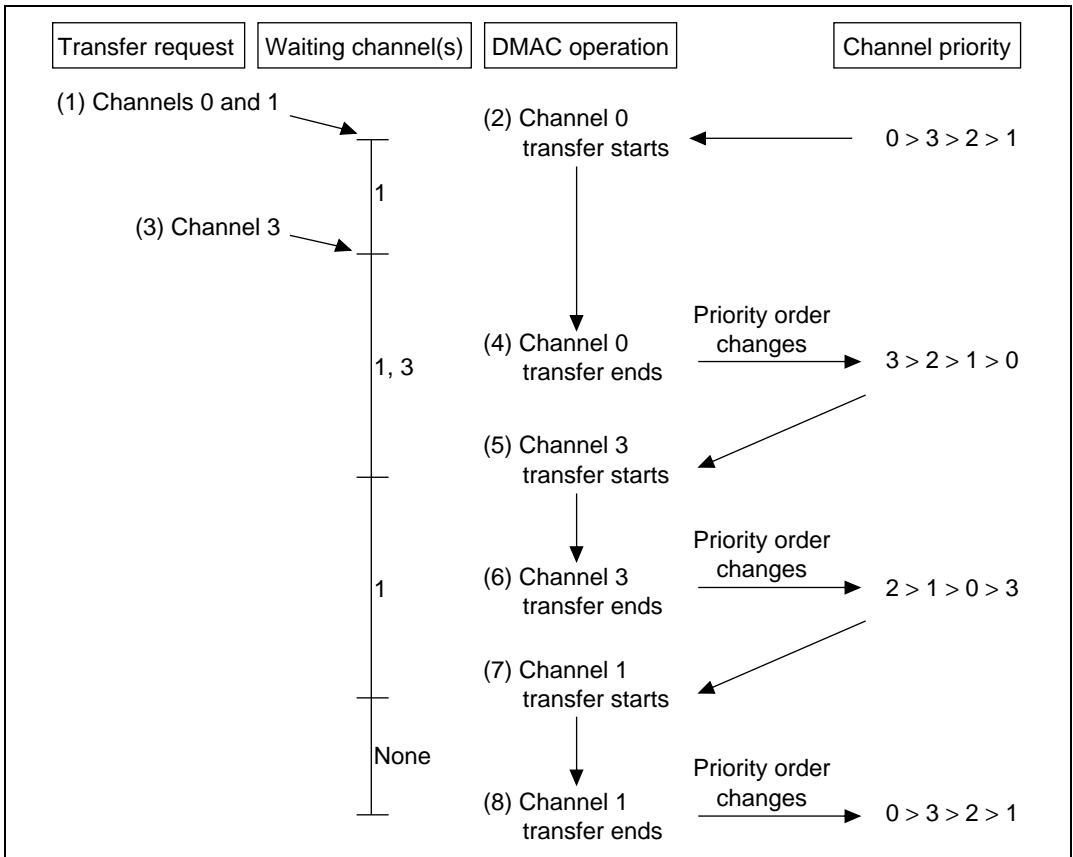 Transfer request
Waiting channel(s)
DMAC operation
Channel priority
(1) Channels 0 and 1
(2) Channel 0
transfer starts
0 > 3 > 2 > 1
1
(3) Channel 3
Priority order
changes
(4) Channel 0
transfer ends
3 > 2 > 1 > 0
1, 3
(5) Channel 3
transfer starts
Priority order
changes
(6) Channel 3
transfer ends
2 > 1 > 0 > 3
1
(7) Channel 1
transfer starts
None
Priority order
changes
(8) Channel 1
transfer ends
0 > 3 > 2 > 1